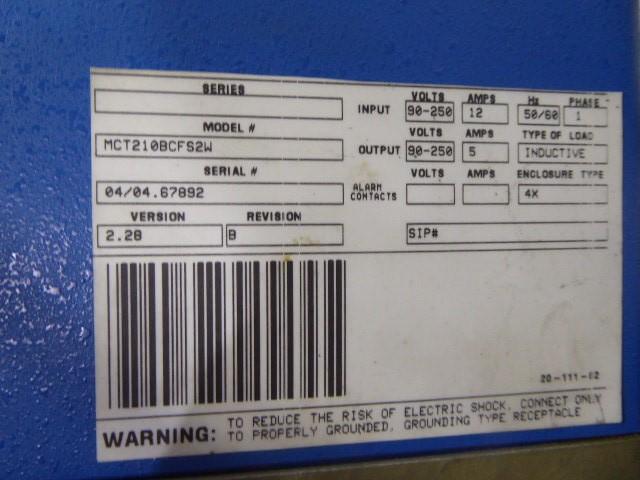 SERIES
MODEL #
MCT210BCFS2W
SERIAL #
04/04.67892
VERSION REVISION
2.28 B
VOLTS AMPS Hz PHASE
INPUT 90-250 12 50/60 1
VOLTS AMPS TYPE OF LOAD
OUTPUT 90-250 5 INDUCTIVE
VOLTS AMPS ENCLOSURE TYPE
ALARM CONTACTS 4X
SIP#
20-111-02
WARNING: TO REDUCE THE RISK OF ELECTRIC SHOCK, CONNECT ONLY
TO PROPERLY GROUNDED, GROUNDING TYPE RECEPTACLE